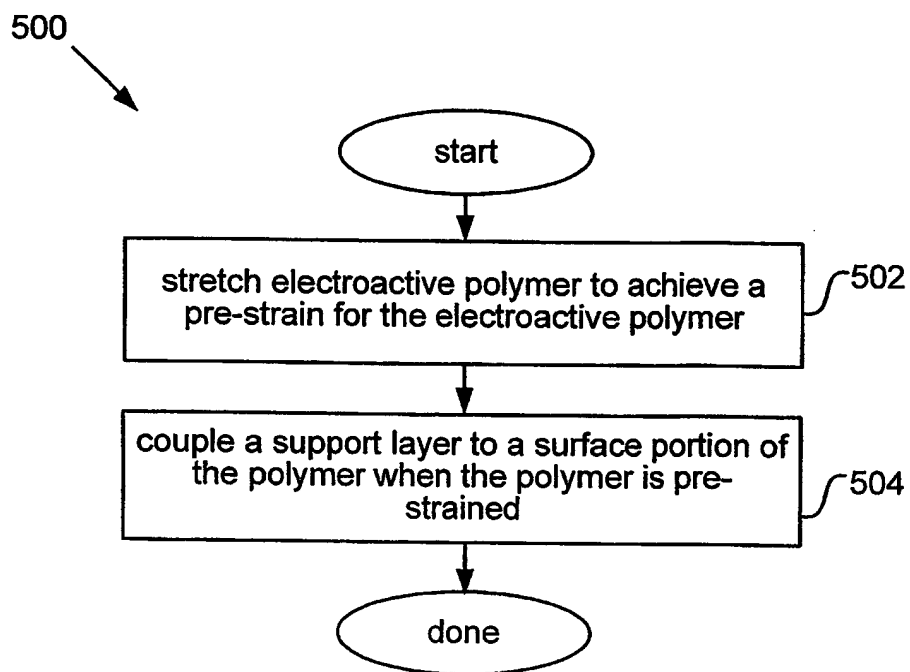 500
start
stretch electroactive polymer to achieve a
pre-strain for the electroactive polymer
502
couple a support layer to a surface portion of
the polymer when the polymer is pre-
strained
504
done